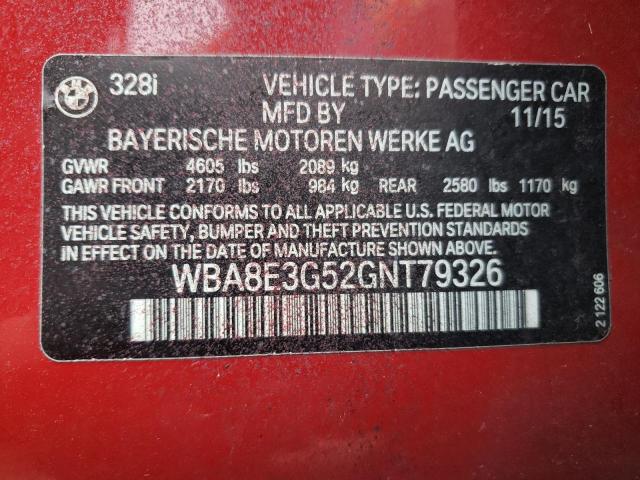 BMW 328i VEHICLE TYPE: PASSENGER CAR
MFD BY 11/15
BAYERISCHE MOTOREN WERKE AG
GVWR 4605 lbs 2089 kg
GAWR FRONT 2170 lbs 984 kg REAR 2580 lbs 1170 kg
THIS VEHICLE CONFORMS TO ALL APPLICABLE U.S. FEDERAL MOTOR
VEHICLE SAFETY, BUMPER AND THEFT PREVENTION STANDARDS
IN EFFECT ON THE DATE OF MANUFACTURE SHOWN ABOVE.
WBA8E3G52GNT79326
2 122 606